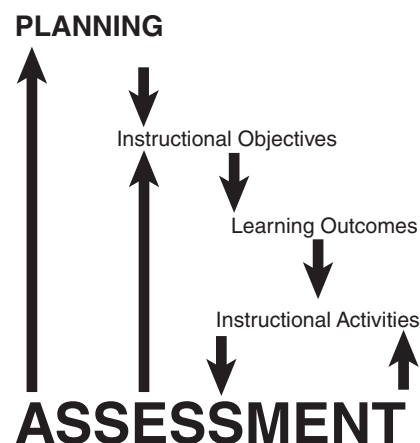 PLANNING
Instructional Objectives
Learning Outcomes
Instructional Activities
ASSESSMENT